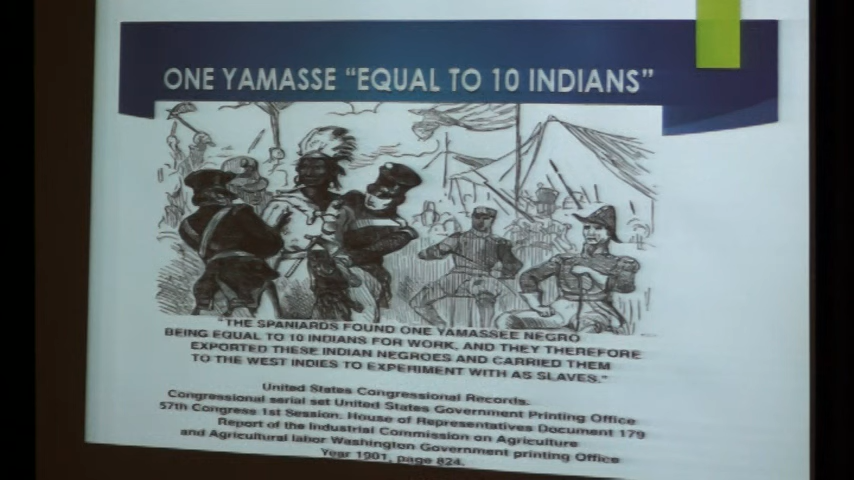 ONE YAMASSE “EQUAL TO 10 INDIANS”
“THE SPANIARDS FOUND ONE YAMASSEE NEGRO
BEING EQUAL TO 10 INDIANS FOR WORK, AND THEY THEREFORE
EXPORTED THESE INDIAN NEGROES AND CARRIED THEM
TO THE WEST INDIES TO EXPERIMENT WITH AS SLAVES.”
United States Congressional Records.
Congressional serial set United States Government Printing Office
57th Congress 1st Session. House of Representatives Document 179
Report of the Industrial Commission on Agriculture
and Agricultural labor Washington Government printing Office
Year 1901, page 824.